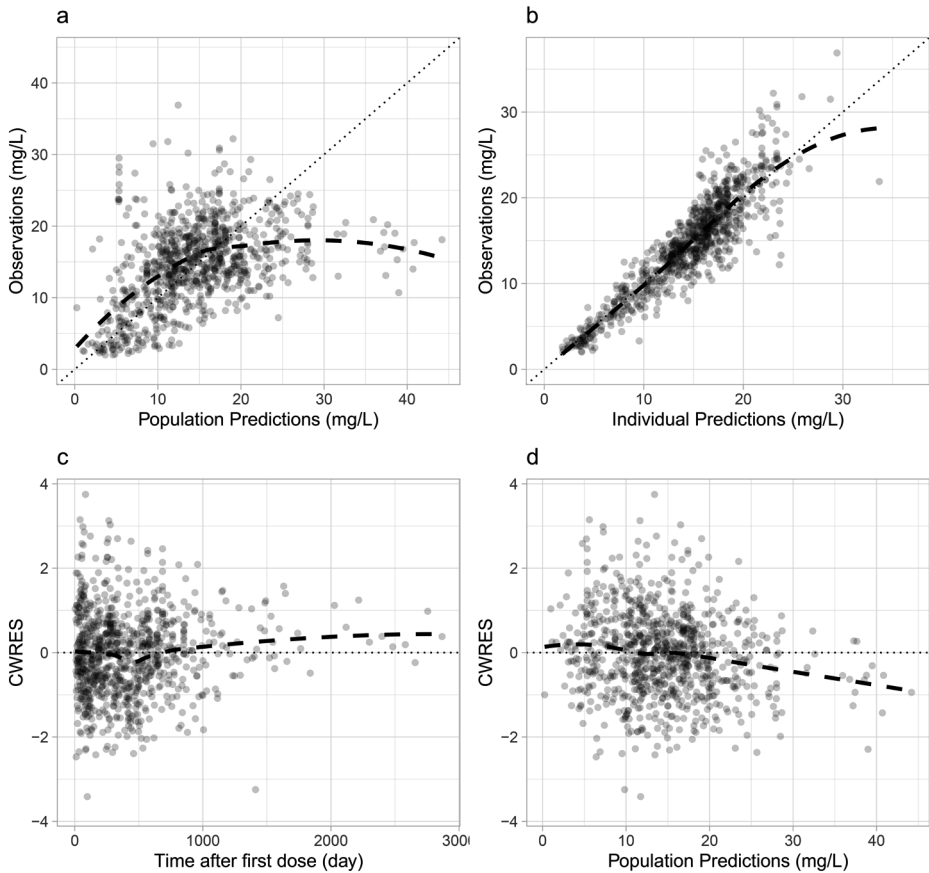 a
40
30
20
10
0
Observations (mg/L)
0 10 20 30 40
Population Predictions (mg/L)
b
30
20
10
0
Observations (mg/L)
0 10 20 30
Individual Predictions (mg/L)
c
4
2
0
−2
−4
CWRES
0 1000 2000 300
Time after first dose (day)
d
4
2
0
−2
−4
CWRES
0 10 20 30 40
Population Predictions (mg/L)